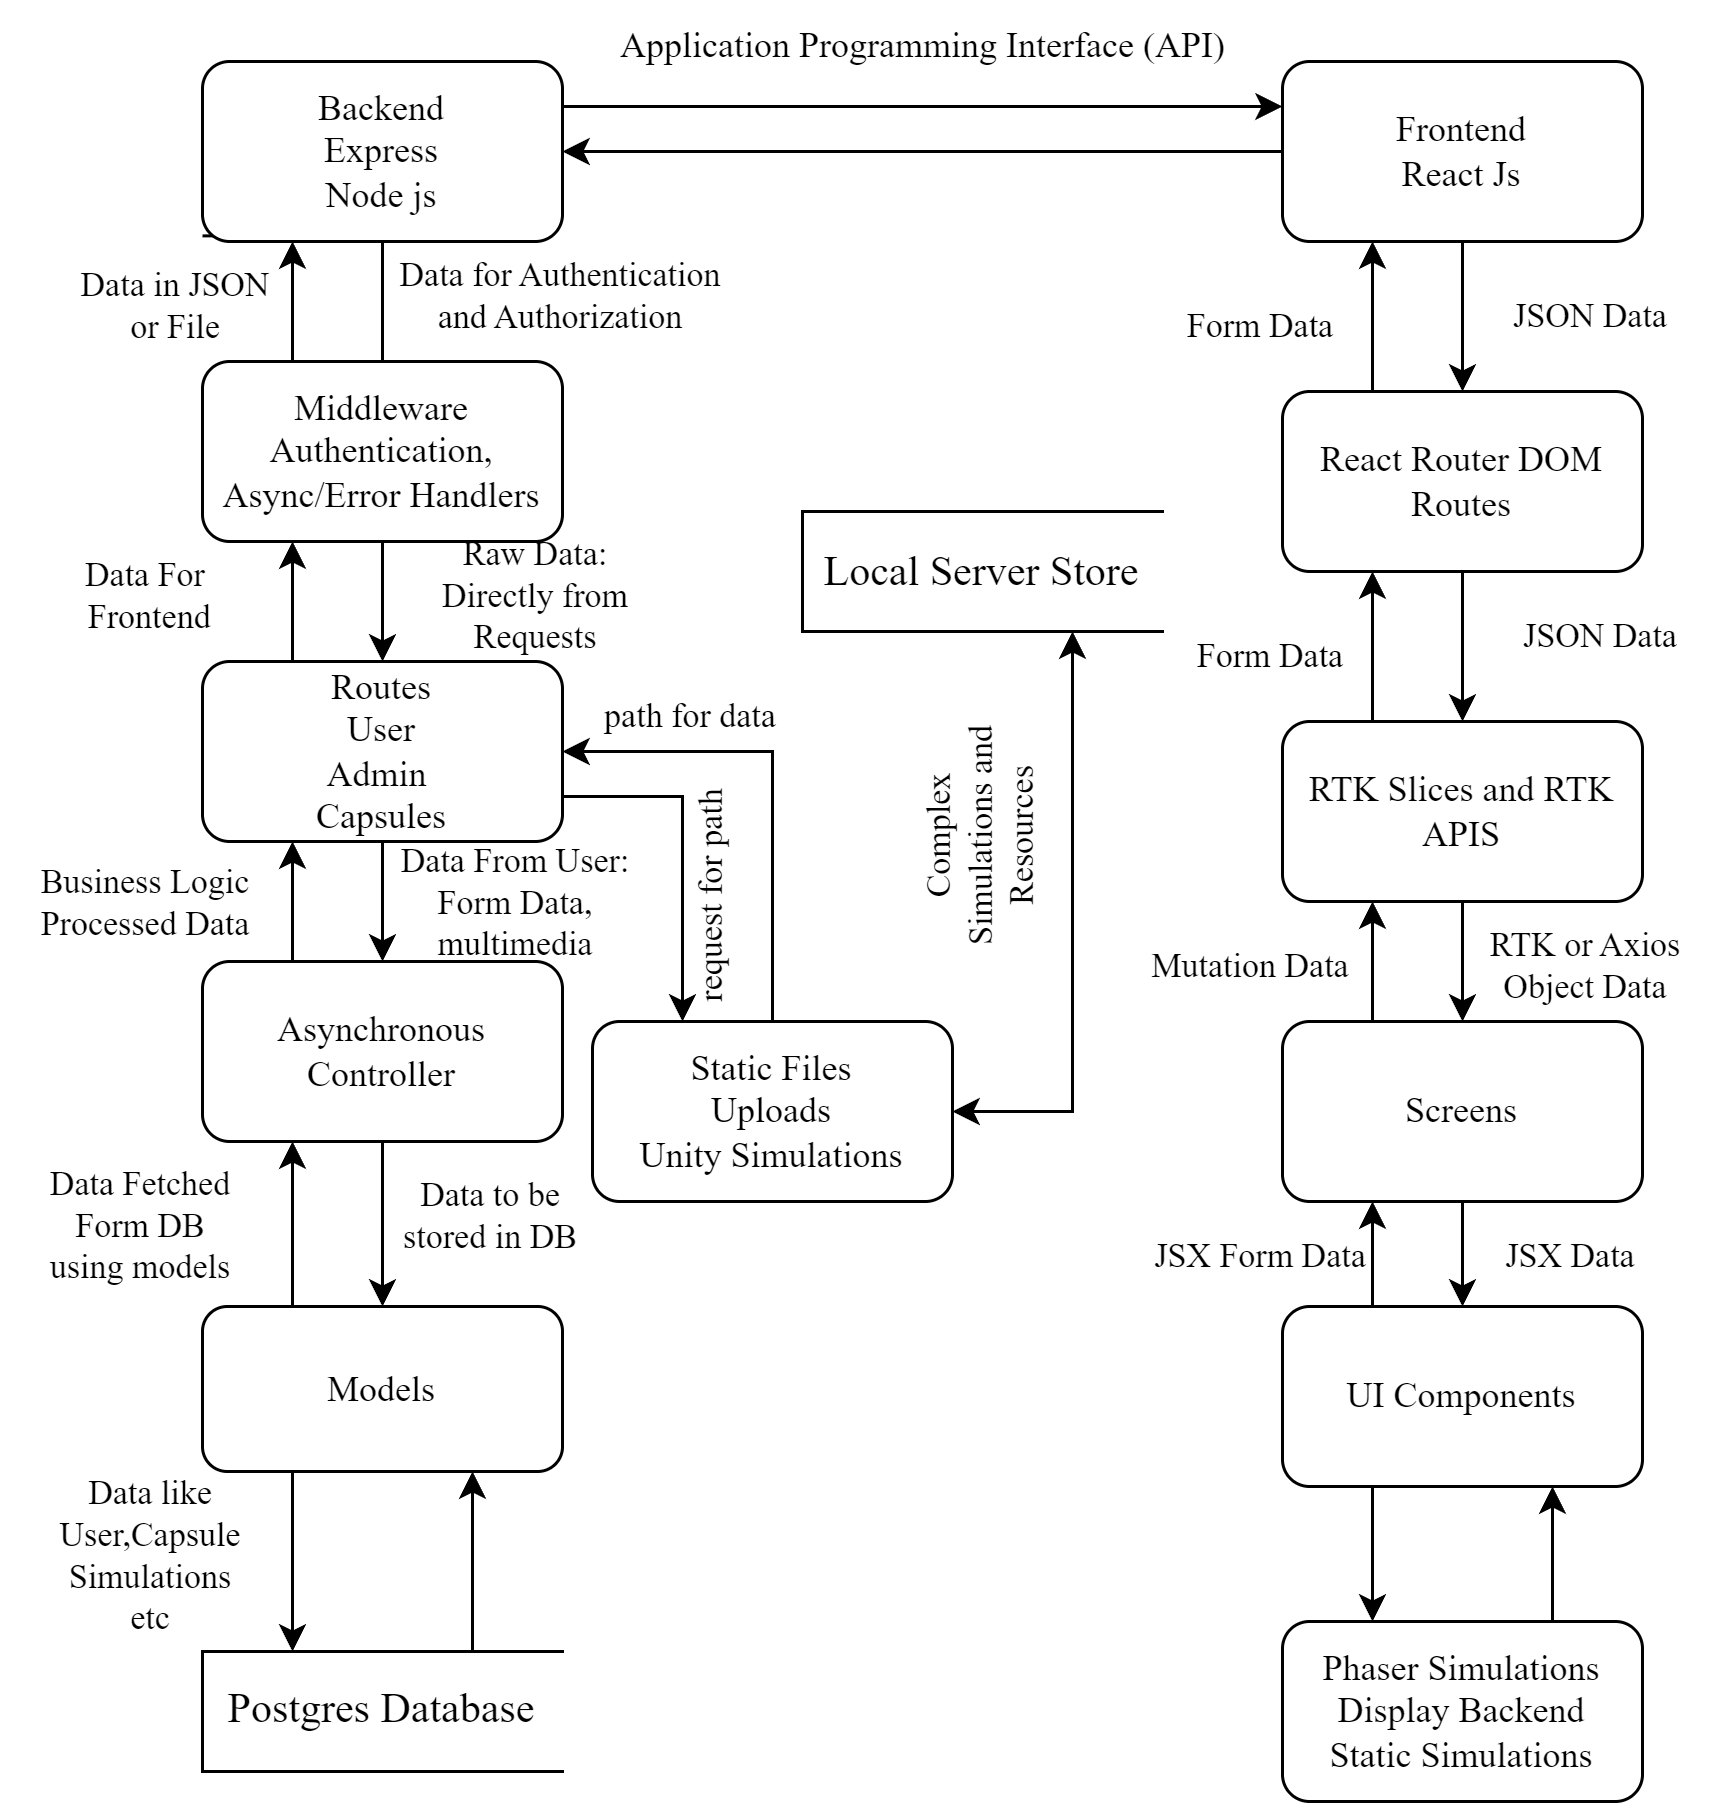 Application Programming Interface (API)
Backend
Express
Node js
Frontend
React Js
Data in JSON
or File
Data for Authentication
and Authorization
Form Data
JSON Data
Middleware
Authentication,
Async/Error Handlers
React Router DOM
Routes
Local Server Store
Data For
Frontend
Raw Data:
Directly from
Requests
Form Data
JSON Data
Routes
User
Admin
Capsules
path for data
request for path
Complex
Simulations and
Resources
RTK Slices and RTK
APIS
Business Logic
Processed Data
Data From User:
Form Data,
multimedia
Mutation Data
RTK or Axios
Object Data
Asynchronous
Controller
Static Files
Uploads
Unity Simulations
Screens
Data Fetched
Form DB
using models
Data to be
stored in DB
JSX Form Data
JSX Data
Models
UI Components
Data like
User,Capsule
Simulations
etc
Postgres Database
Phaser Simulations
Display Backend
Static Simulations